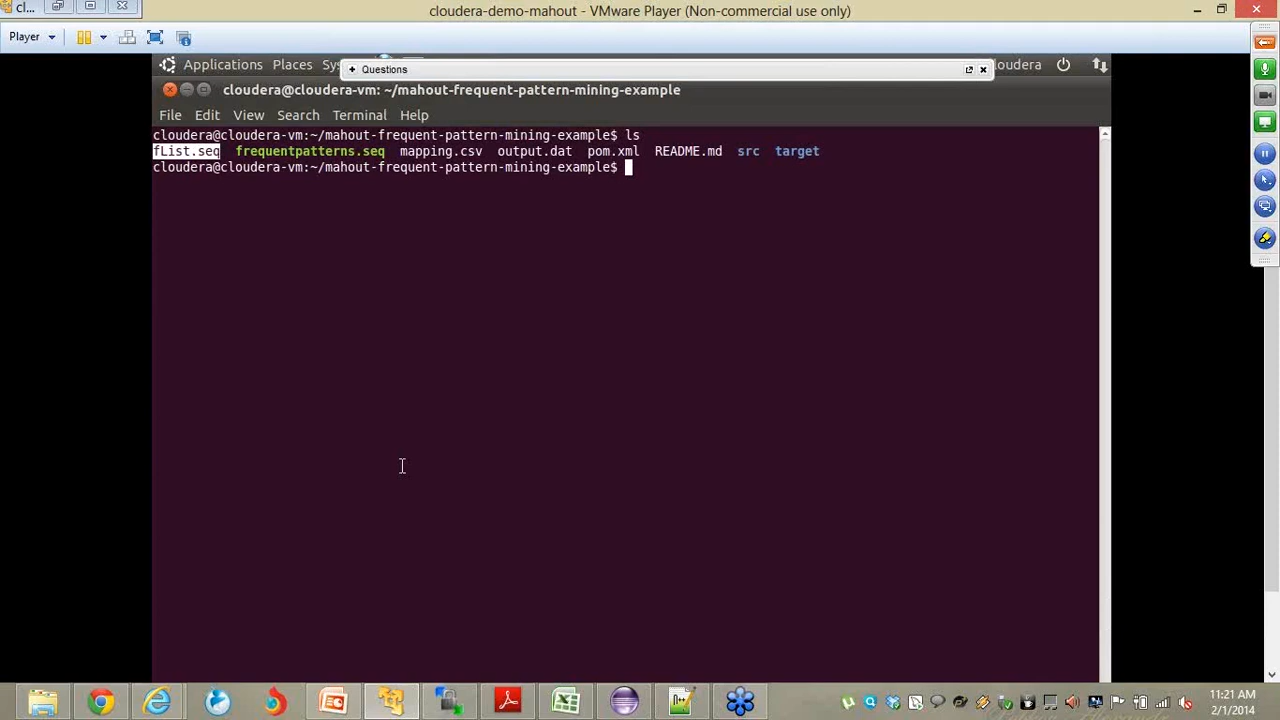 cl...
cloudera-demo-mahout - VMware Player (Non-commercial use only)
Player
Applications Places Sy
Questions
loudera
cloudera@cloudera-vm: ~/mahout-frequent-pattern-mining-example
File Edit View Search Terminal Help
cloudera@cloudera-vm:~/mahout-frequent-pattern-mining-example$ ls
fList.seq frequentpatterns.seq mapping.csv output.dat pom.xml README.md src target
cloudera@cloudera-vm:~/mahout-frequent-pattern-mining-example$
11:21 AM
2/1/2014